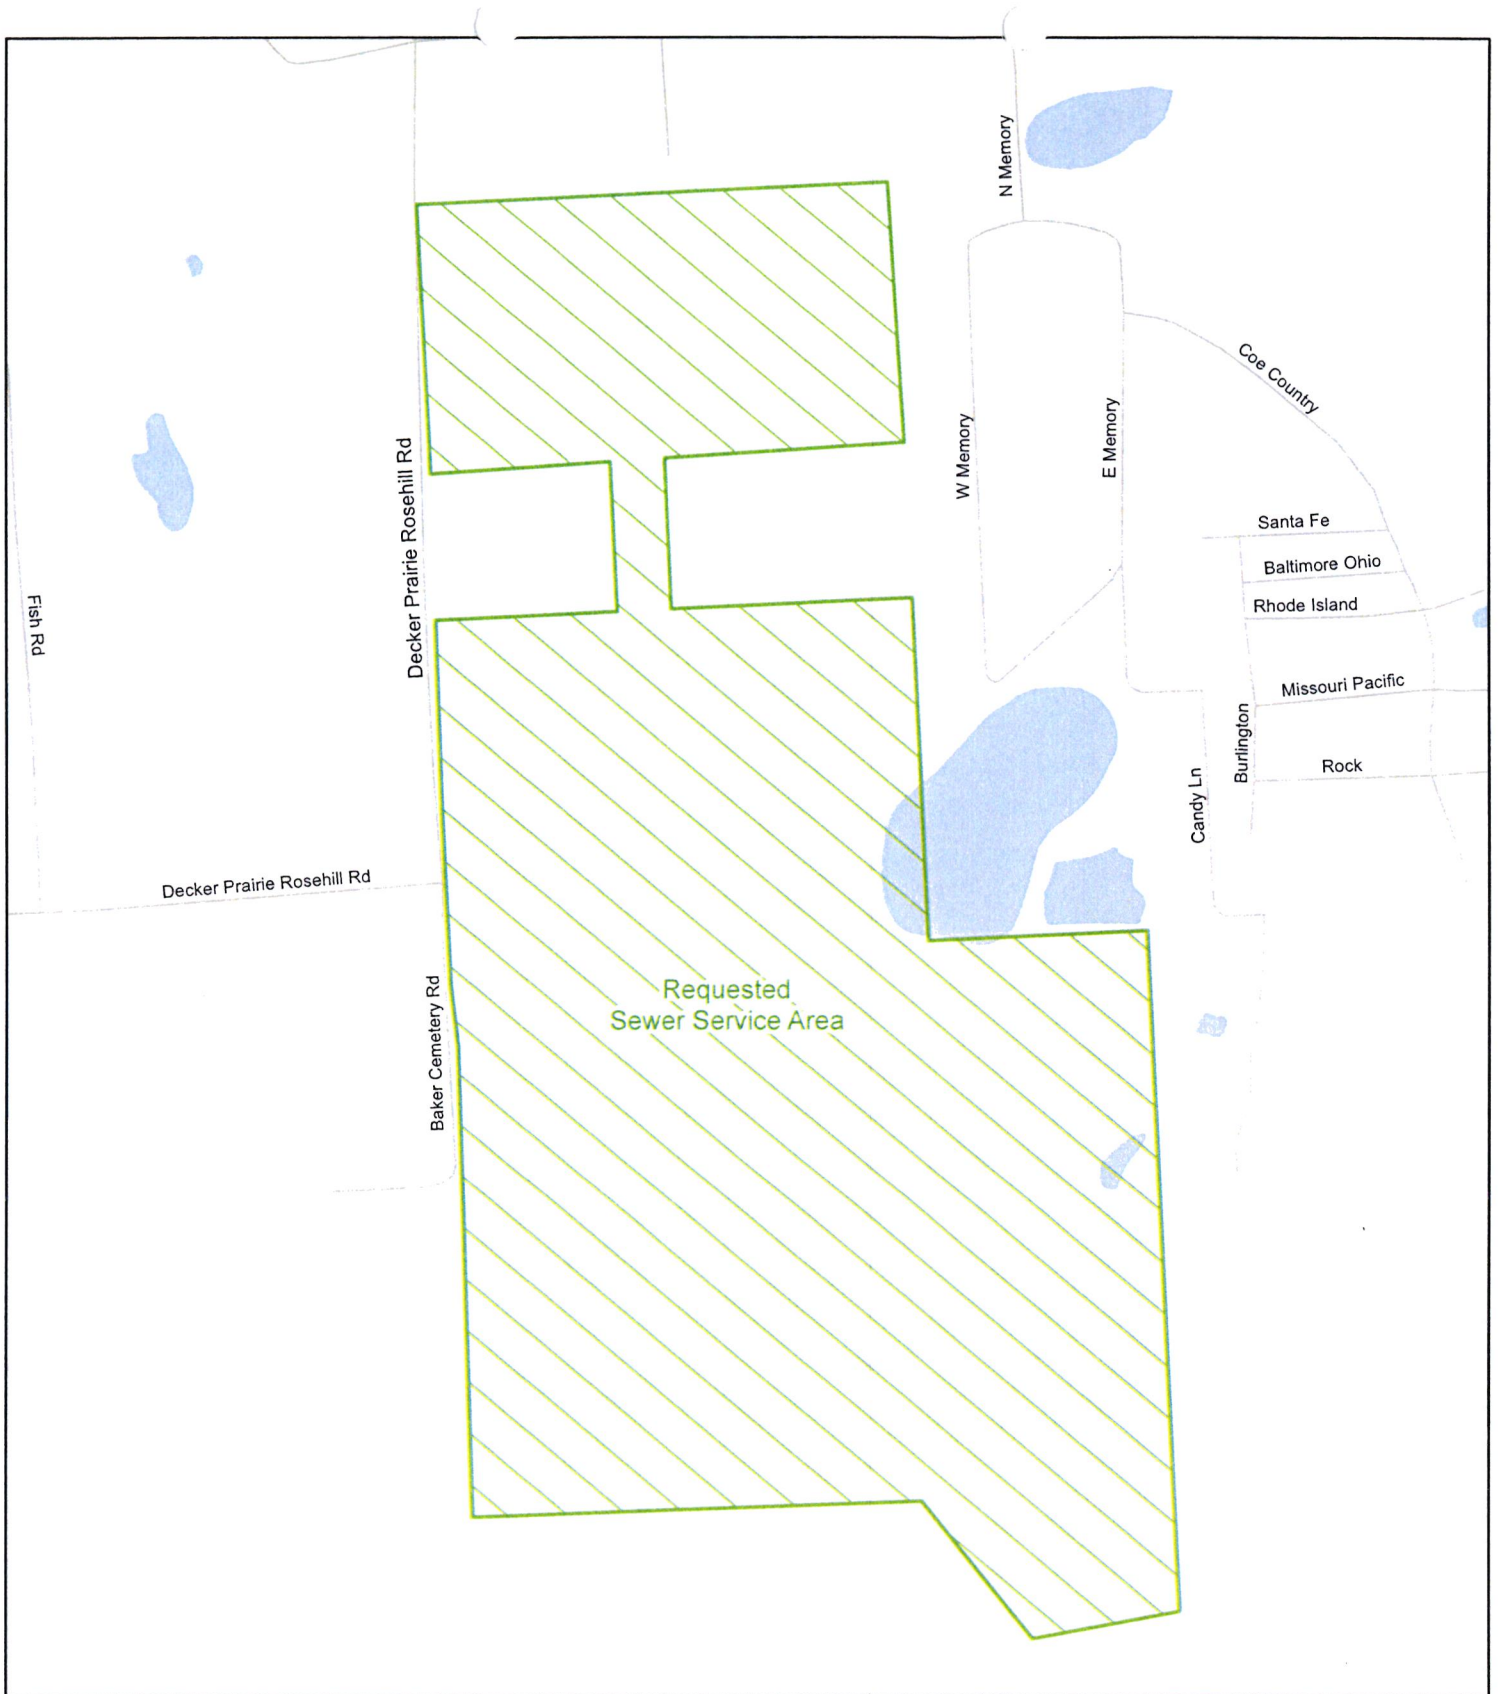 N Memory
Coe Country
W Memory
E Memory
Decker Prairie Rosehill Rd
Santa Fe
Baltimore Ohio
Rhode Island
Fish Rd
Missouri Pacific
Burlington
Rock
Candy Ln
Decker Prairie Rosehill Rd
Baker Cemetery Rd
Requested
Sewer Service Area